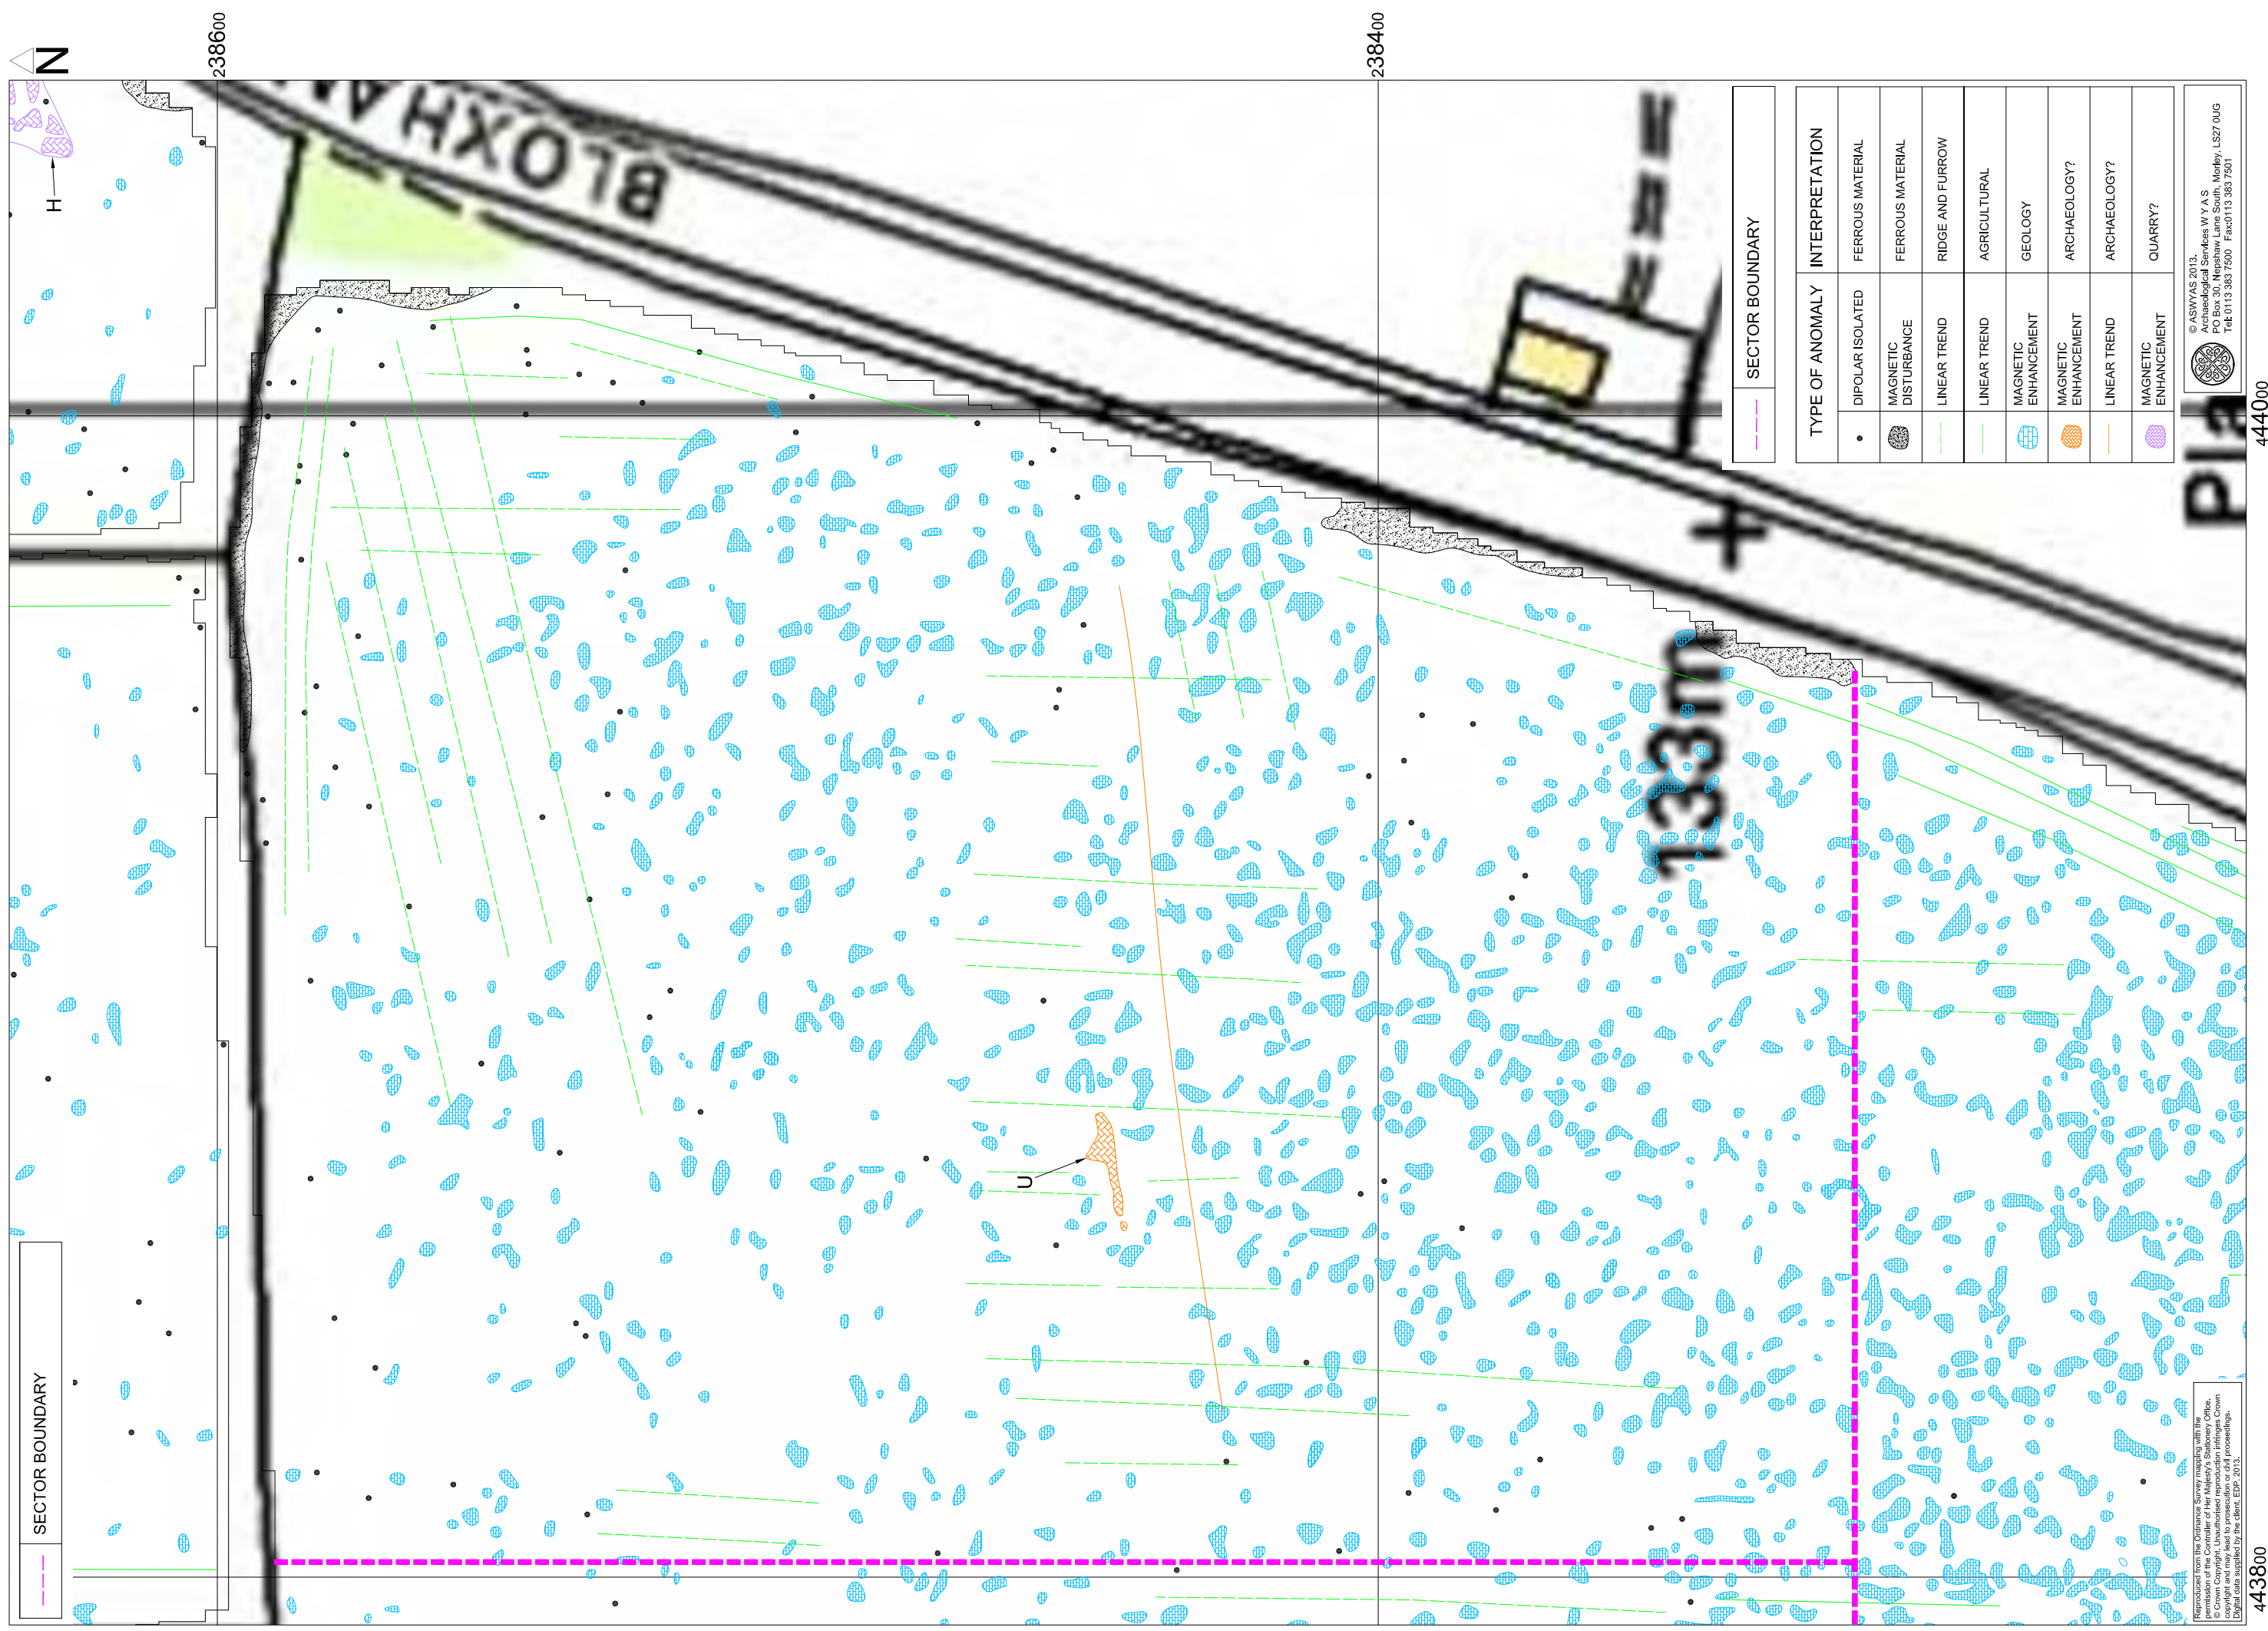 N
238600
238400
H
BLOXHA
133m
U
Pla
SECTOR BOUNDARY
SECTOR BOUNDARY
TYPE OF ANOMALY INTERPRETATION
DIPOLAR ISOLATED FERROUS MATERIAL
MAGNETIC
DISTURBANCE FERROUS MATERIAL
LINEAR TREND RIDGE AND FURROW
LINEAR TREND AGRICULTURAL
MAGNETIC
ENHANCEMENT GEOLOGY
MAGNETIC
ENHANCEMENT ARCHAEOLOGY?
LINEAR TREND ARCHAEOLOGY?
MAGNETIC
ENHANCEMENT QUARRY?
© ASWYAS 2013.
Archaeological Services W Y A S
PO Box 30, Nepshaw Lane South, Morley, LS27 0UG
Tel: 0113 383 7500 Fax:0113 383 7501
Reproduced from the Ordnance Survey mapping with the
permission of the Controller of Her Majesty's Stationery Office.
© Crown Copyright. Unauthorised reproduction infringes Crown
copyright and may lead to prosecution or civil proceedings.
Digital data supplied by the client, EDP, 2013.
444000
443800